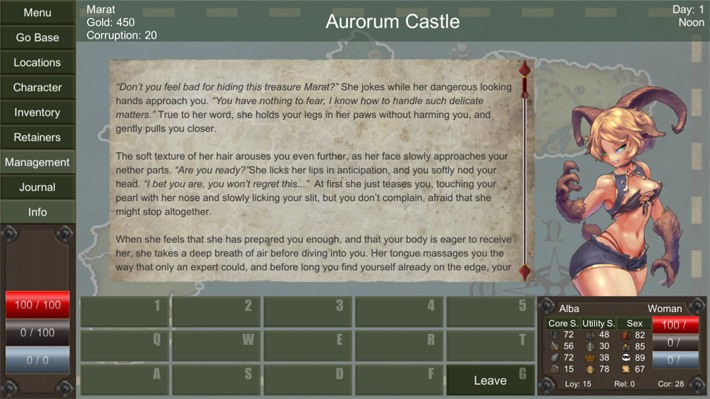 Menu
Go Base
Locations
Character
Inventory
Retainers
Management
Journal
Info
100 / 100
0 / 100
0 / 0
Marat
Gold: 450
Corruption: 20
Aurorum Castle
Day: 1
Noon
"Don't you feel bad for hiding this treasure Marat?" She jokes while her dangerous looking
hands approach you. "You have nothing to fear, I know how to handle such delicate
matters." True to her word, she holds your legs in her paws without harming you, and
gently pulls you closer.
The soft texture of her hair arouses you even further, as her face slowly approaches your
nether parts. "Are you ready?" She licks her lips in anticipation, and you softly nod your
head. "I bet you are, you won't regret this..." At first she just teases you, touching your
pearl with her nose and slowly licking your slit, but you don't complain, afraid that she
might stop altogether.
When she feels that she has prepared you enough, and that your body is eager to receive
her, she takes a deep breath of air before diving into you. Her tongue massages you the
way that only an expert could, and before long you find yourself already on the edge, your
1 2 3 4 5
Q W E R T
A S D F G
Leave
Alba Woman
Core S. Utility S. Sex
72 48 82
56 30 85
72 38 89
15 78 67
100 /
0 /
0 /
Loy: 15 Rel: 0 Cor: 28